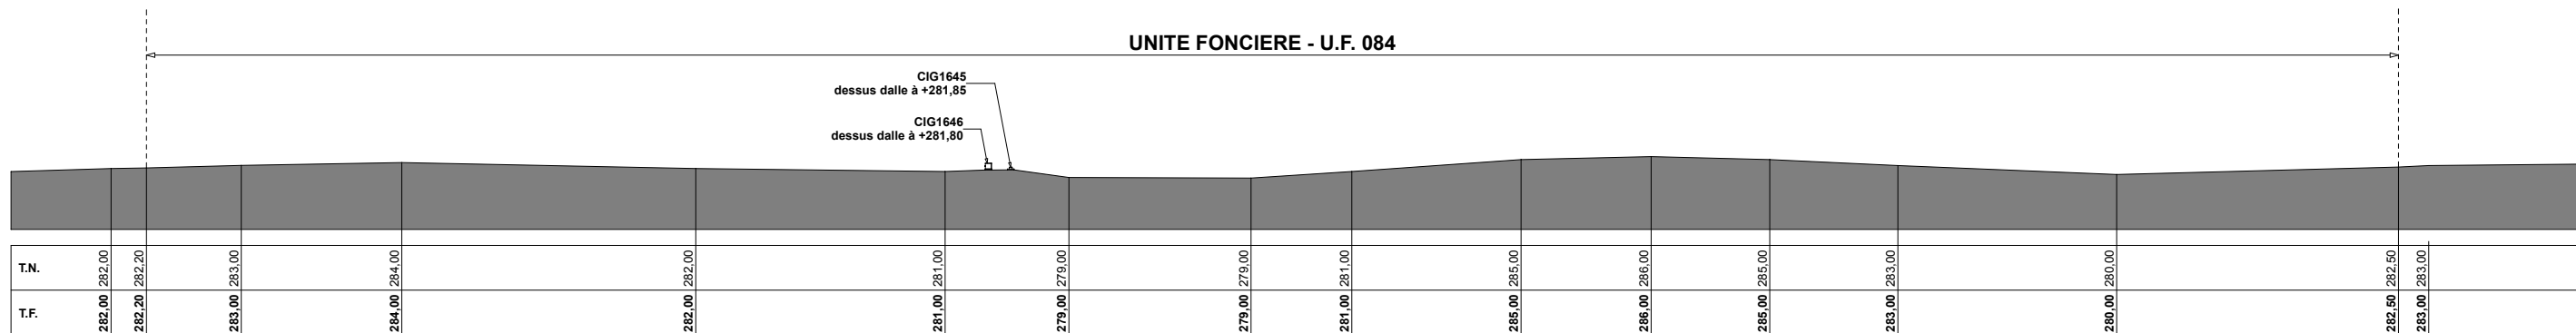 UNITE FONCIERE - U.F. 084
CIG1645
dessus dalle à +281,85
CIG1646
dessus dalle à +281,80
T.N. 282,00 282,20 283,00 284,00 282,00 281,00 279,00 279,00 281,00 285,00 286,00 285,00 283,00 280,00 282,50 283,00
T.F. 282,00 282,20 283,00 284,00 282,00 281,00 279,00 279,00 281,00 285,00 286,00 285,00 283,00 280,00 282,50 283,00